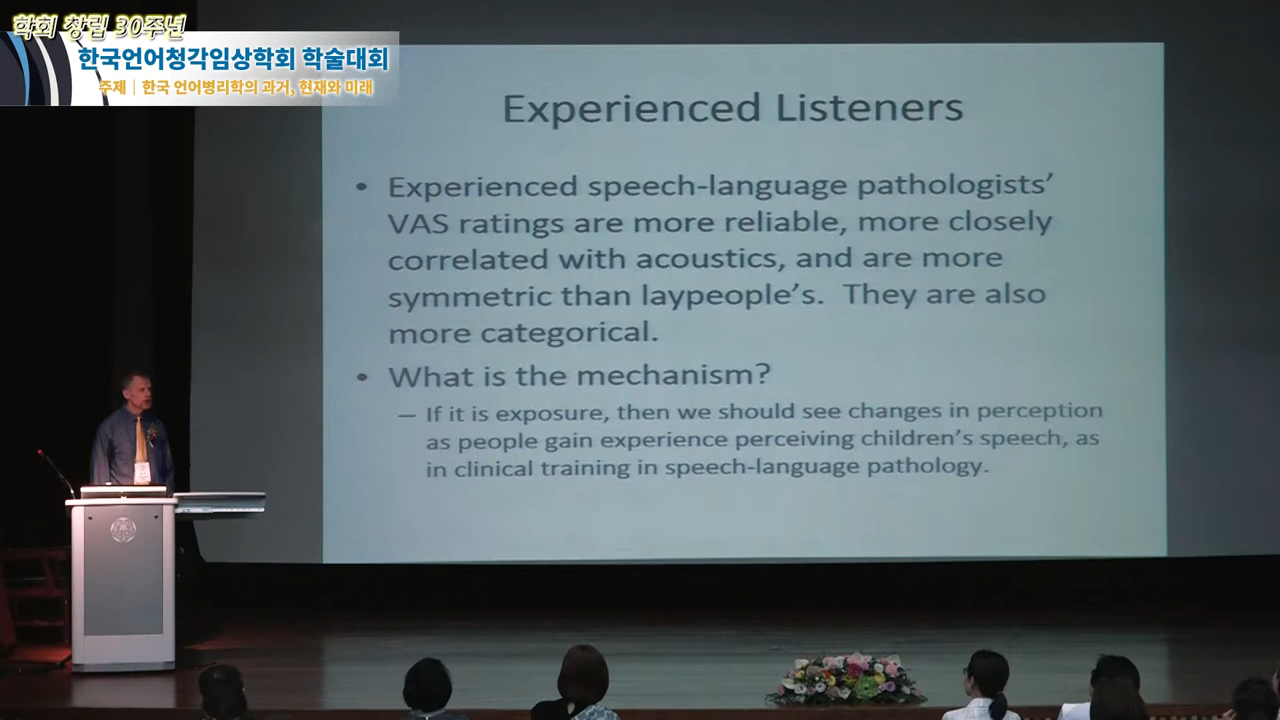 학회 창립 30주년
한국언어청각임상학회 학술대회
주제 | 한국 언어병리학의 과거, 현재와 미래
Experienced Listeners
• Experienced speech-language pathologists’
VAS ratings are more reliable, more closely
correlated with acoustics, and are more
symmetric than laypeople’s. They are also
more categorical.
• What is the mechanism?
– If it is exposure, then we should see changes in perception
as people gain experience perceiving children’s speech, as
in clinical training in speech-language pathology.